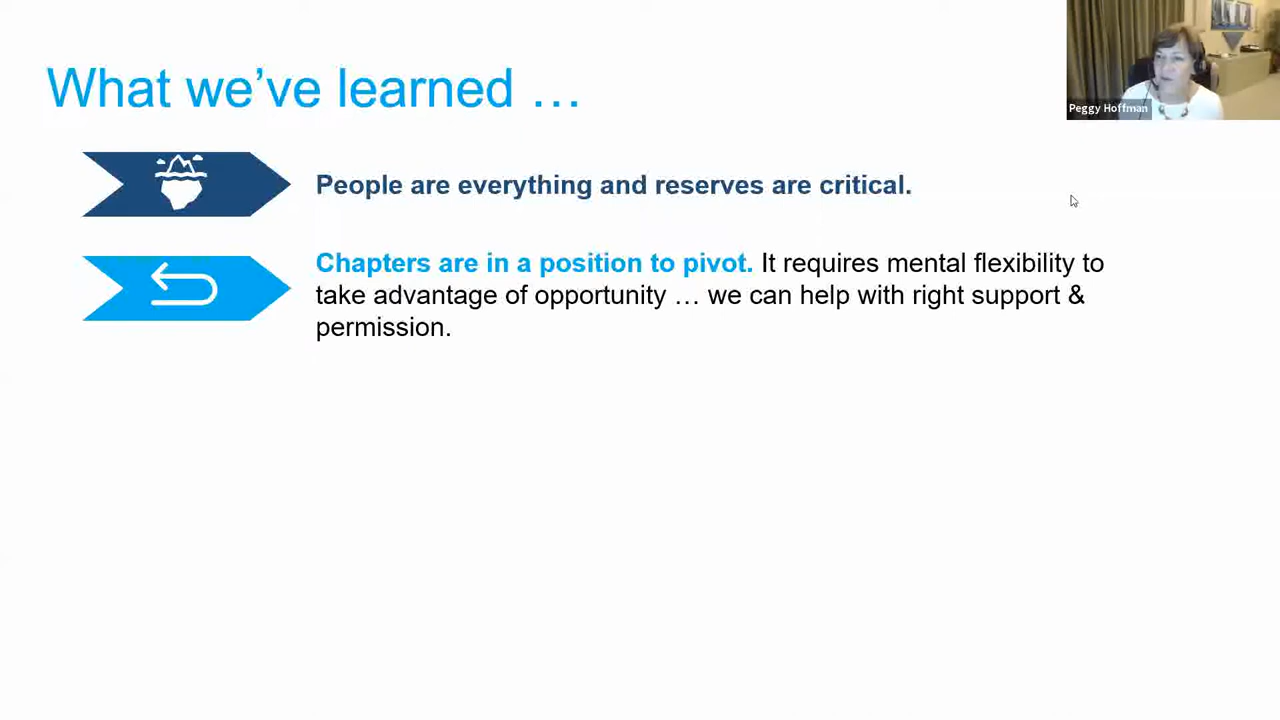 What we've learned …
Peggy Hoffman
People are everything and reserves are critical.
Chapters are in a position to pivot. It requires mental flexibility to
take advantage of opportunity … we can help with right support &
permission.